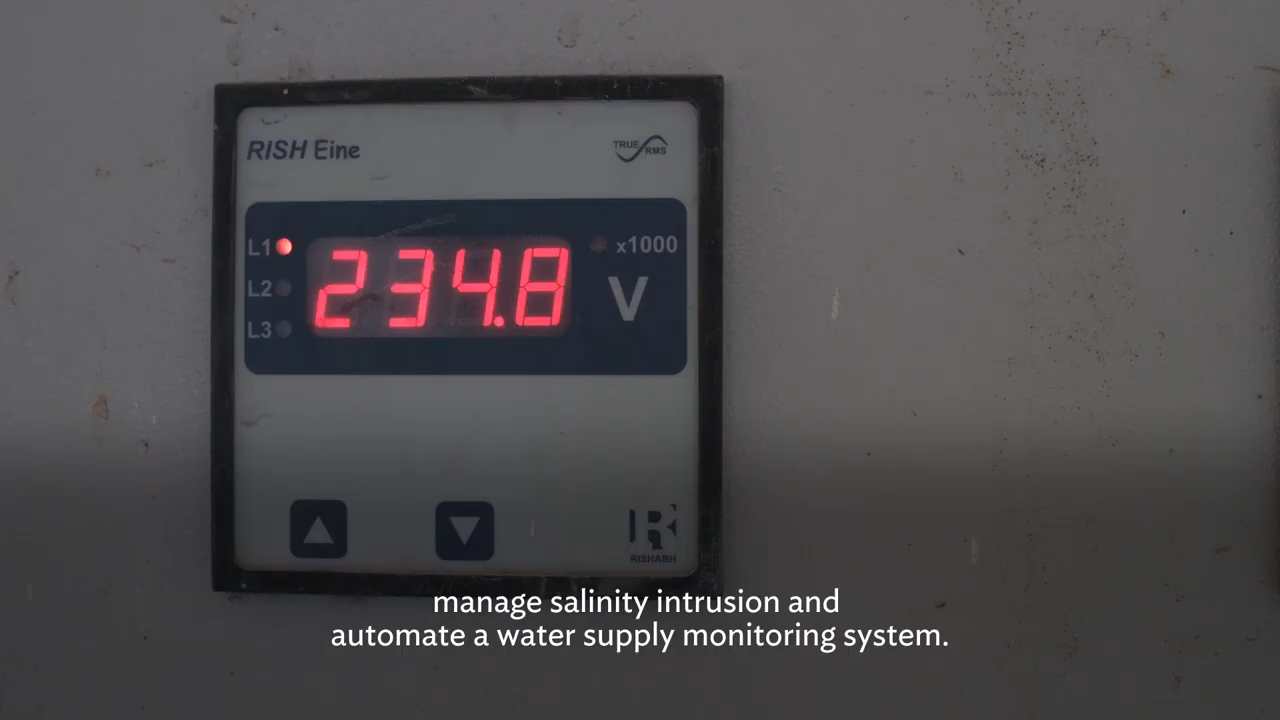 RISH Eine
TRUE RMS
L1
L2
L3
234.8
x1000
V
RISHABH
manage salinity intrusion and
automate a water supply monitoring system.